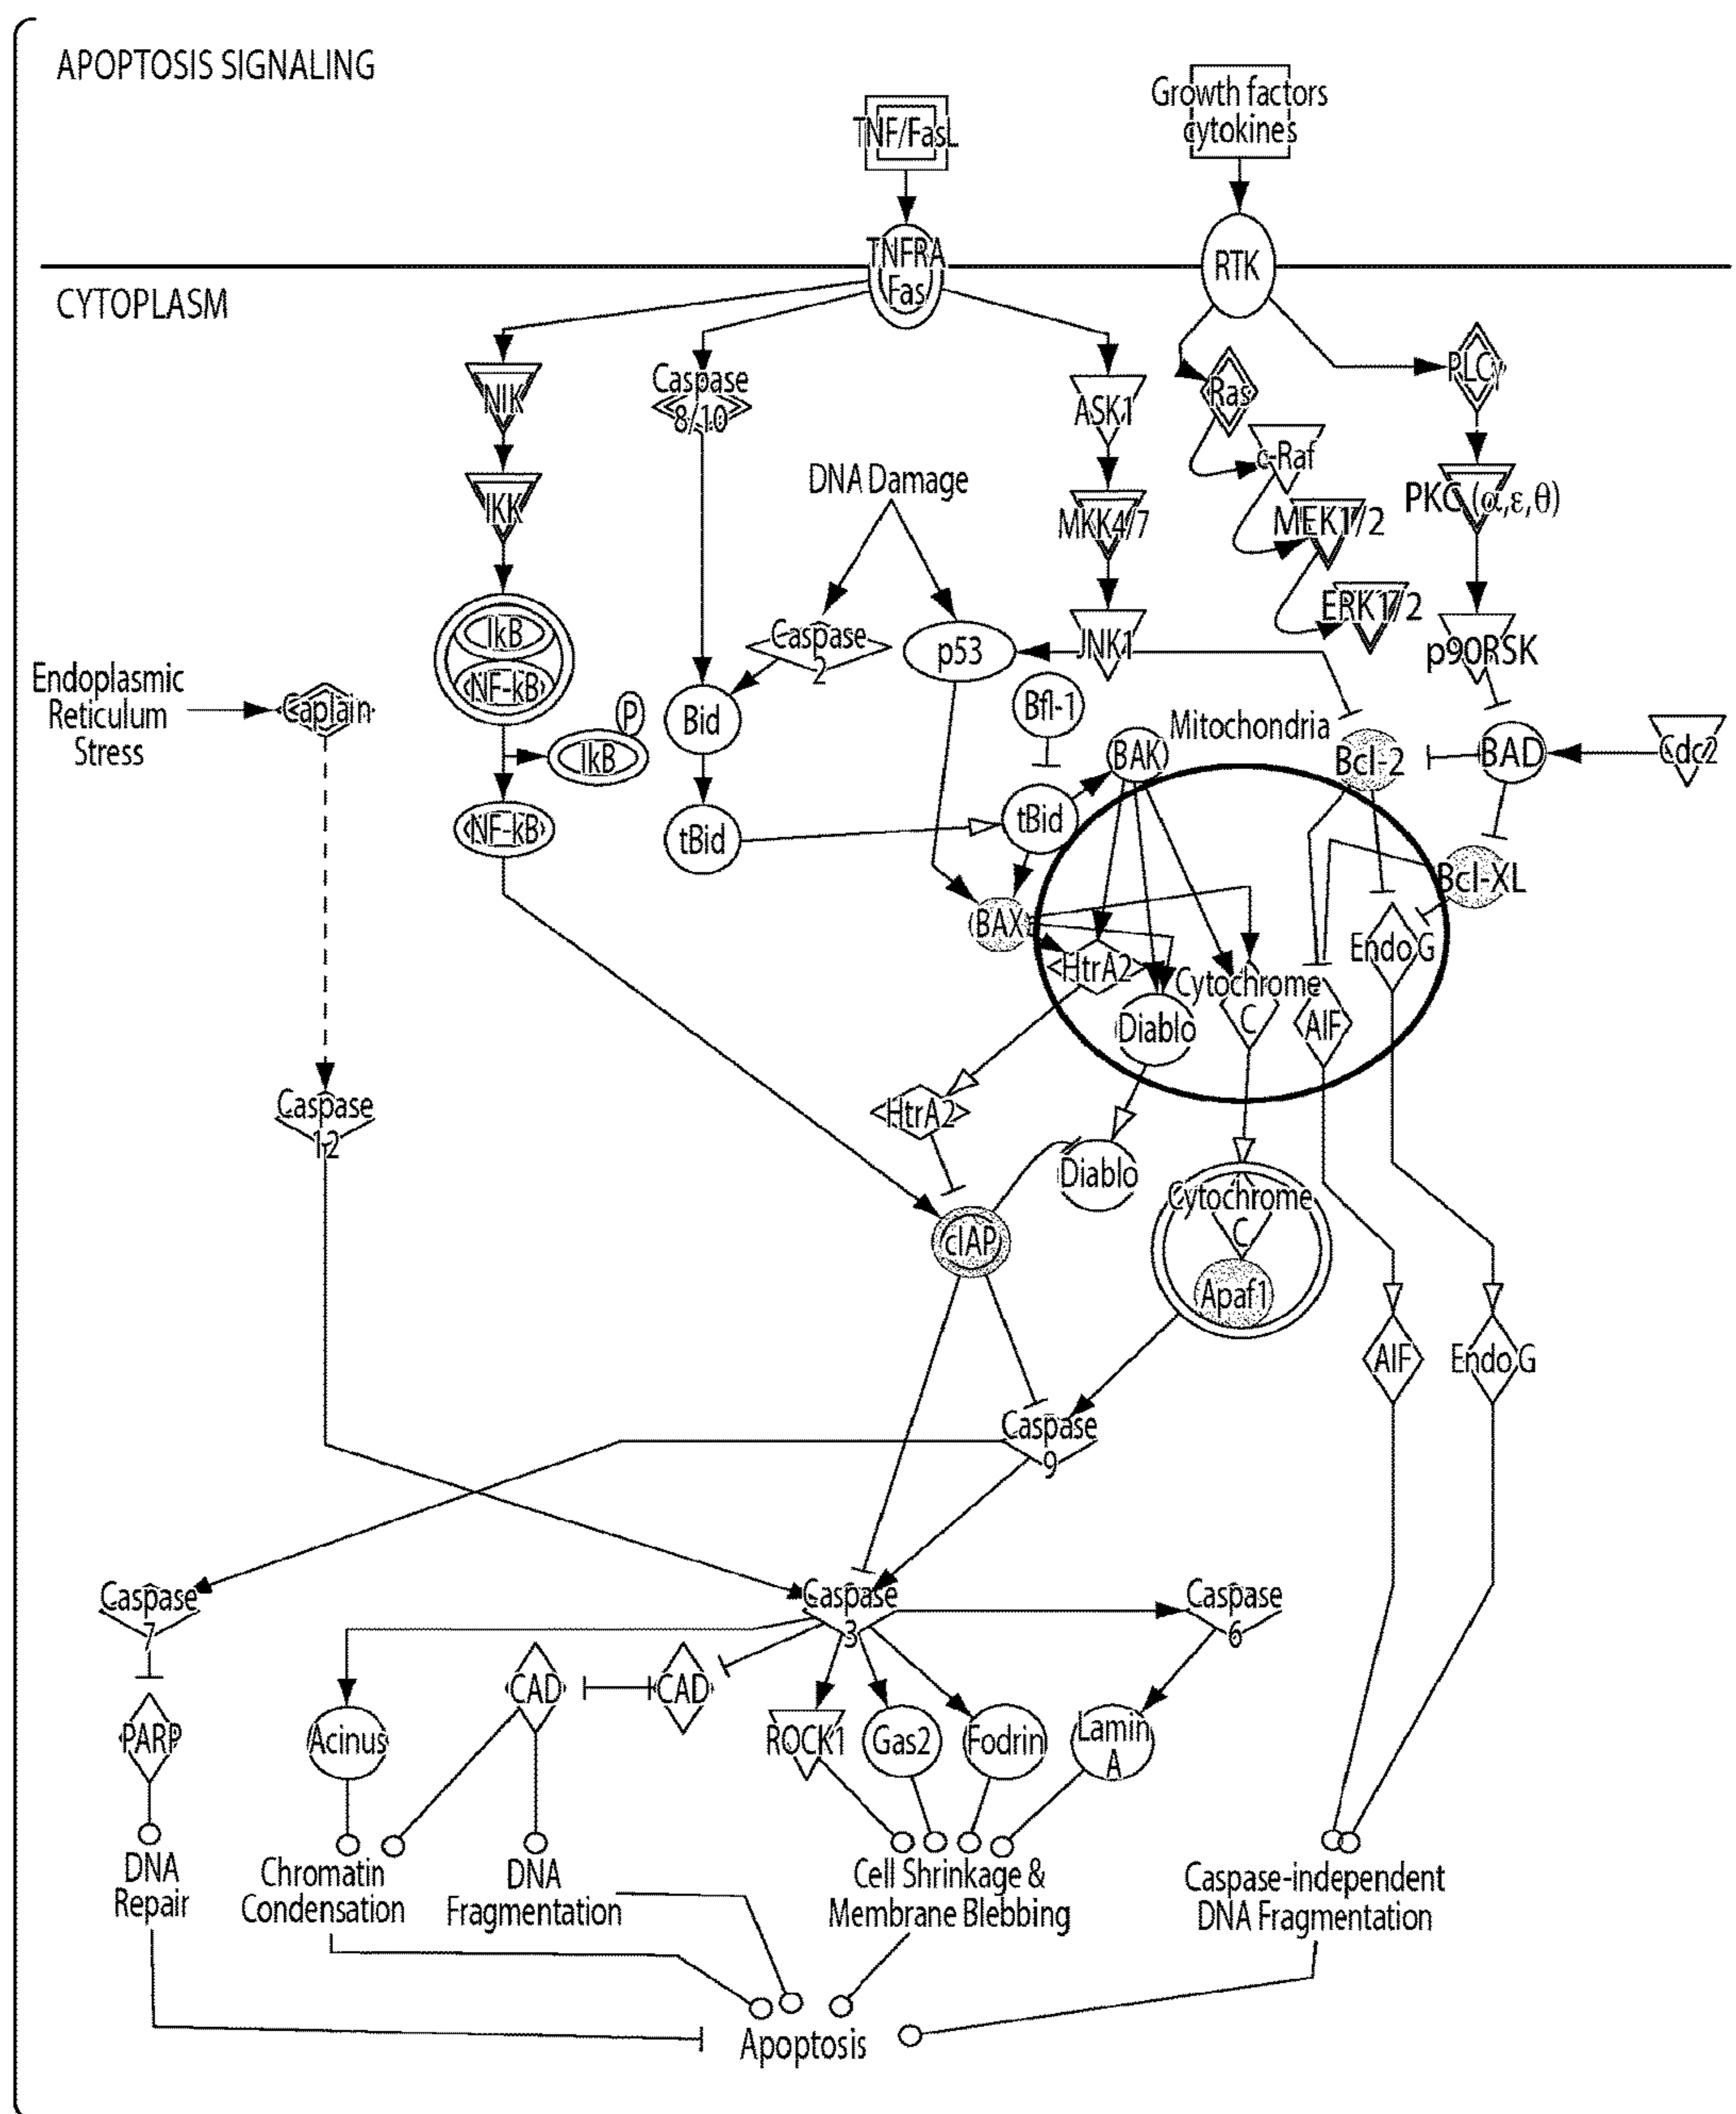 APOPTOSIS SIGNALING
Growth factors
cytokines
TNF/FasL
TNFRA
Fas
RTK
CYTOPLASM
NIK
Caspase
8/10
ASK1
Ras
PLCγ
c-Raf
IKK
DNA Damage
MKK4/7
MEK1/2
PKC (α,ε,θ)
ERK1/2
IkB
NF-kB
Caspase
2
p53
JNK1
p90RSK
Endoplasmic
Reticulum
Stress
Caplain
P
IkB
Bid
Bfl-1
Mitochondria
BAK
Bcl-2
BAD
Cdc2
NF-kB
tBid
tBid
Bcl-XL
BAX
HtrA2
Endo G
Cytochrome
C
Diablo
AIF
Caspase
12
HtrA2
Diablo
Cytochrome
C
cIAP
Apaf1
AIF
Endo G
Caspase
9
Caspase
7
Caspase
3
Caspase
6
CAD
CAD
PARP
Acinus
ROCK1
Gas2
Fodrin
Lamin
A
DNA
Repair
Chromatin
Condensation
DNA
Fragmentation
Cell Shrinkage &
Membrane Blebbing
Caspase-independent
DNA Fragmentation
Apoptosis